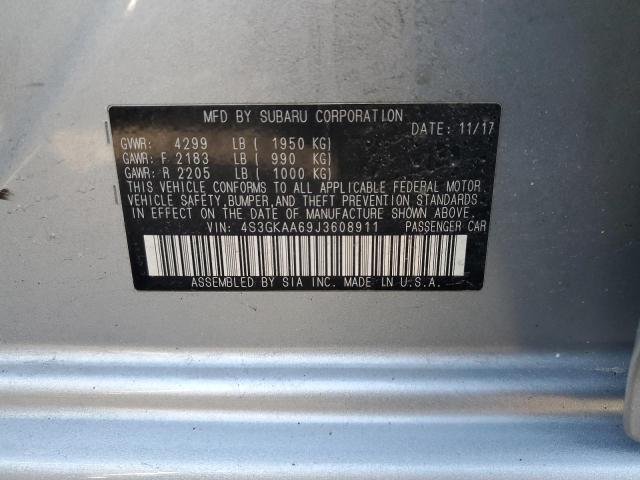 MFD BY SUBARU CORPORATION
DATE: 11/17
GVWR: 4299 LB ( 1950 KG)
GAWR: F 2183 LB ( 990 KG)
GAWR: R 2205 LB ( 1000 KG)
THIS VEHICLE CONFORMS TO ALL APPLICABLE FEDERAL MOTOR
VEHICLE SAFETY, BUMPER, AND THEFT PREVENTION STANDARDS
IN EFFECT ON THE DATE OF MANUFACTURE SHOWN ABOVE.
VIN: 4S3GKAA69J3608911 PASSENGER CAR
ASSEMBLED BY SIA INC. MADE IN U.S.A.